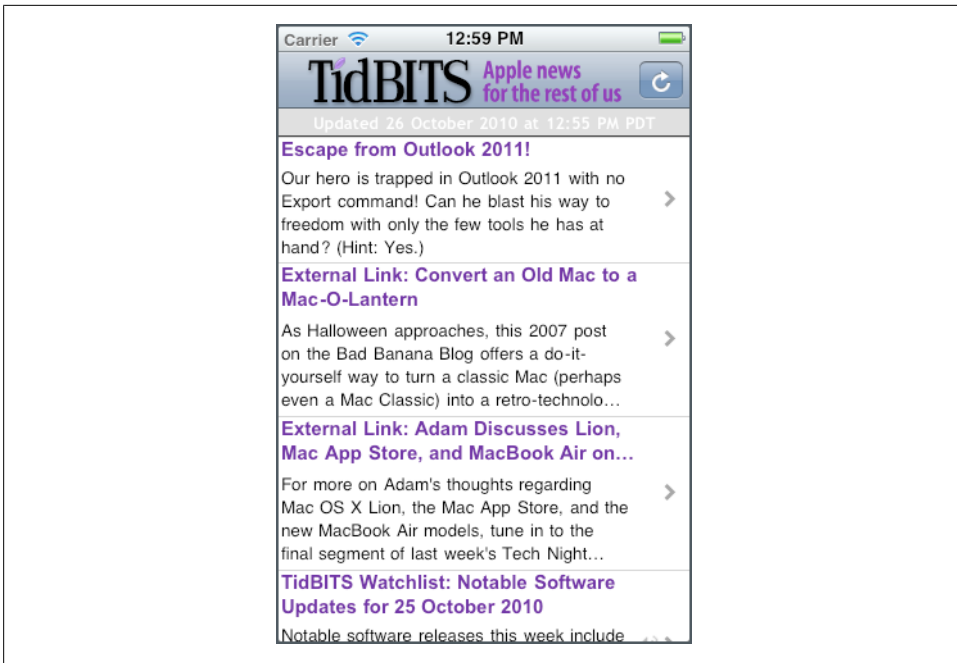 Carrier 12:59 PM
TidBITS Apple news
for the rest of us
Updated 26 October 2010 at 12:55 PM PDT
Escape from Outlook 2011!
Our hero is trapped in Outlook 2011 with no
Export command! Can he blast his way to
freedom with only the few tools he has at
hand? (Hint: Yes.)
External Link: Convert an Old Mac to a
Mac-O-Lantern
As Halloween approaches, this 2007 post
on the Bad Banana Blog offers a do-it-
yourself way to turn a classic Mac (perhaps
even a Mac Classic) into a retro-technolo…
External Link: Adam Discusses Lion,
Mac App Store, and MacBook Air on…
For more on Adam's thoughts regarding
Mac OS X Lion, the Mac App Store, and the
new MacBook Air models, tune in to the
final segment of last week's Tech Night…
TidBITS Watchlist: Notable Software
Updates for 25 October 2010
Notable software releases this week include